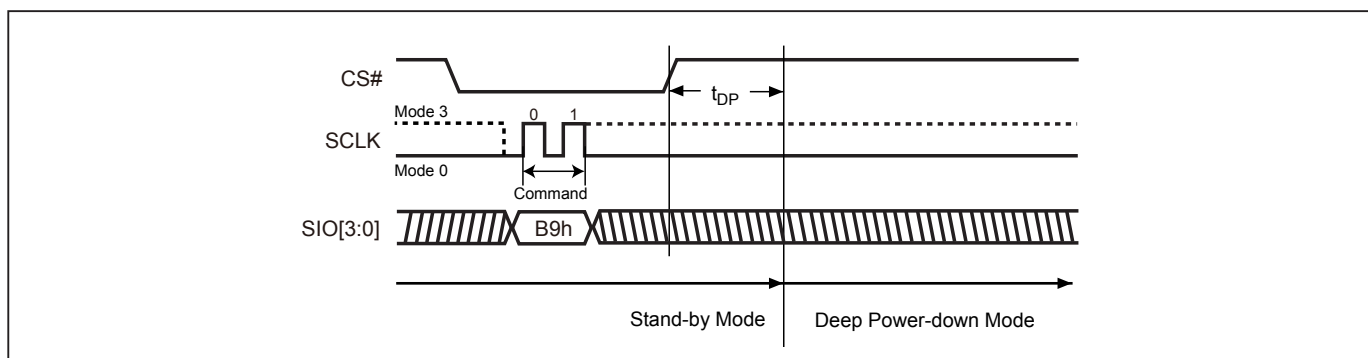 CS#
tDP
Mode 3
0 1
SCLK
Mode 0
Command
SIO[3:0]
B9h
Stand-by Mode
Deep Power-down Mode